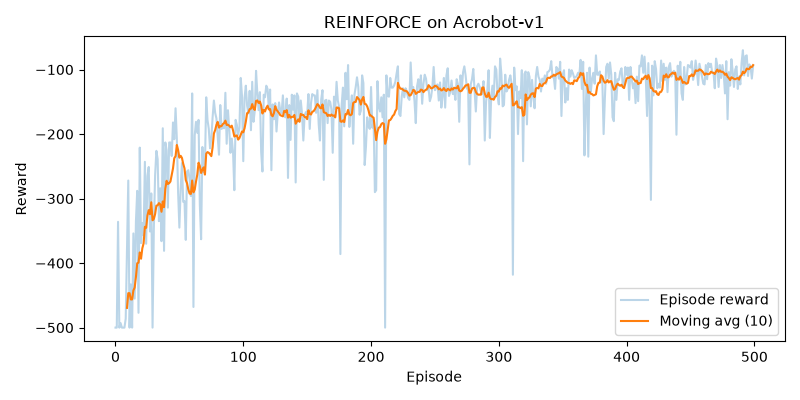 REINFORCE on Acrobot-v1
Reward
−100
−200
−300
−400
−500
0
100
200
300
400
500
Episode
Episode reward
Moving avg (10)